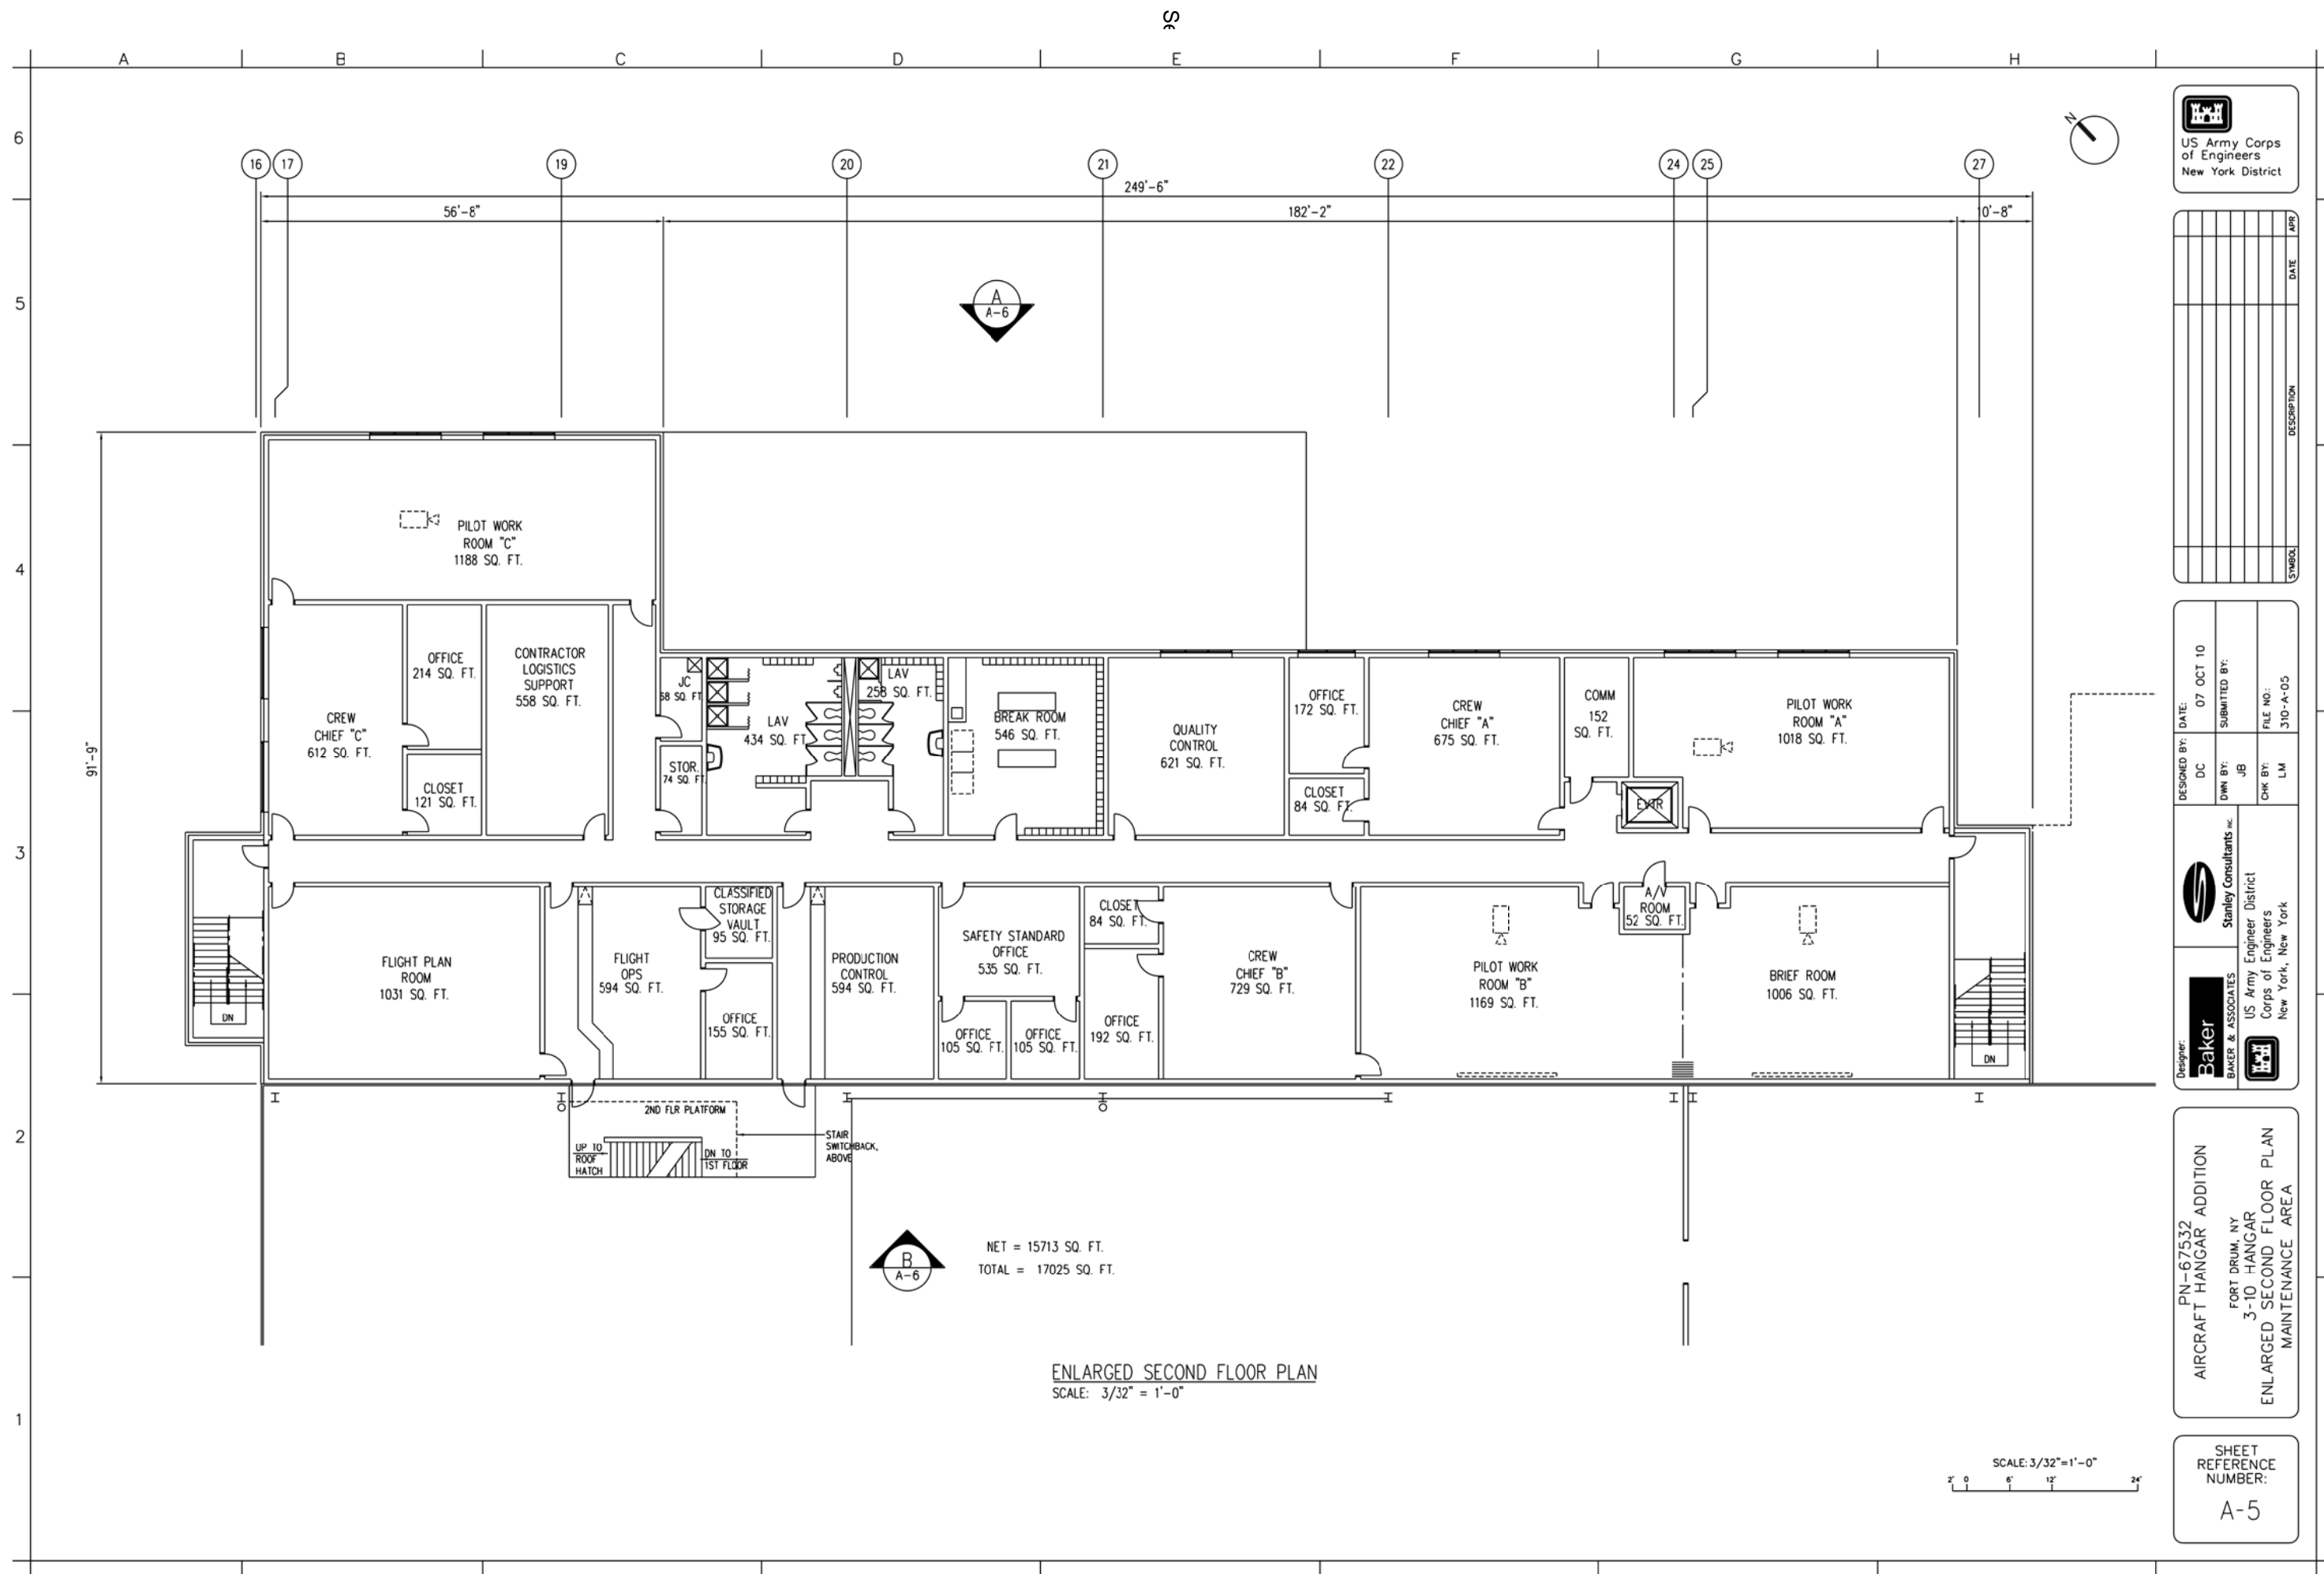 A B C D E F G H
6
5
4
3
2
1
16 17 19 20 21 22 24 25 27
249'-6"
56'-8" 182'-2" 10'-8"
91'-9"
N
A
A-6
PILOT WORK
ROOM "C"
1188 SQ. FT.
CREW
CHIEF "C"
612 SQ. FT.
OFFICE
214 SQ. FT.
CLOSET
121 SQ. FT.
CONTRACTOR
LOGISTICS
SUPPORT
558 SQ. FT.
JC
58 SQ. FT
STOR.
74 SQ. FT.
LAV
434 SQ. FT
LAV
258 SQ. FT.
BREAK ROOM
546 SQ. FT.
QUALITY
CONTROL
621 SQ. FT.
OFFICE
172 SQ. FT.
CLOSET
84 SQ. FT.
CREW
CHIEF "A"
675 SQ. FT.
COMM
152
SQ. FT.
EVTR
PILOT WORK
ROOM "A"
1018 SQ. FT.
FLIGHT PLAN
ROOM
1031 SQ. FT.
FLIGHT
OPS
594 SQ. FT.
CLASSIFIED
STORAGE
VAULT
95 SQ. FT.
OFFICE
155 SQ. FT.
PRODUCTION
CONTROL
594 SQ. FT.
SAFETY STANDARD
OFFICE
535 SQ. FT.
OFFICE
105 SQ. FT.
OFFICE
105 SQ. FT.
CLOSET
84 SQ. FT.
OFFICE
192 SQ. FT.
CREW
CHIEF "B"
729 SQ. FT.
PILOT WORK
ROOM "B"
1169 SQ. FT.
A/V
ROOM
52 SQ. FT.
BRIEF ROOM
1006 SQ. FT.
DN
DN
2ND FLR PLATFORM
UP TO
ROOF
HATCH
DN TO
1ST FLOOR
STAIR
SWITCHBACK,
ABOVE
B
A-6
NET = 15713 SQ. FT.
TOTAL = 17025 SQ. FT.
ENLARGED SECOND FLOOR PLAN
SCALE: 3/32" = 1'-0"
SCALE: 3/32"=1'-0"
2' 0 6' 12' 24'
US Army Corps
of Engineers
New York District
SYMBOL DESCRIPTION DATE APR
DESIGNED BY:
DC
DATE:
07 OCT 10
DWN BY:
JB
SUBMITTED BY:
CHK BY:
LM
FILE NO.:
310-A-05
Designer:
Baker
BAKER & ASSOCIATES
Stanley Consultants INC.
US Army Engineer District
Corps of Engineers
New York, New York
PN-67532
AIRCRAFT HANGAR ADDITION
FORT DRUM, NY
3-10 HANGAR
ENLARGED SECOND FLOOR PLAN
MAINTENANCE AREA
SHEET
REFERENCE
NUMBER:
A-5